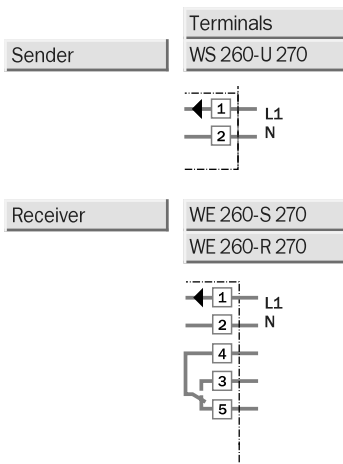 Terminals
Sender
WS 260-U 270
1 L1
2 N
Receiver
WE 260-S 270
WE 260-R 270
1 L1
2 N
4
3
5